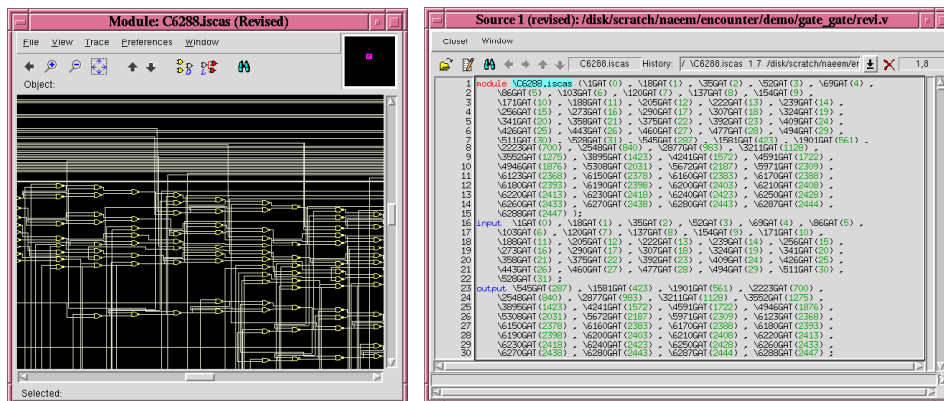 Module: C6288.iscas (Revised)
File View Trace Preferences Window
Object:
Selected:
Source 1 (revised): /disk/scratch/naeem/encounter/demo/gate_gate/revi.v
Close! Window
C6288.iscas History: / \C6288.iscas 1 7 /disk/scratch/naeem/er 1,8
1 module \C6288.iscas (\1GAT(0) , \18GAT(1) , \35GAT(2) , \52GAT(3) , \69GAT(4) ,
2 \86GAT(5) , \103GAT(6) , \120GAT(7) , \137GAT(8) , \154GAT(9) ,
3 \171GAT(10) , \188GAT(11) , \205GAT(12) , \222GAT(13) , \239GAT(14) ,
4 \256GAT(15) , \273GAT(16) , \290GAT(17) , \307GAT(18) , \324GAT(19) ,
5 \341GAT(20) , \358GAT(21) , \375GAT(22) , \392GAT(23) , \409GAT(24) ,
6 \426GAT(25) , \443GAT(26) , \460GAT(27) , \477GAT(28) , \494GAT(29) ,
7 \511GAT(30) , \528GAT(31) , \545GAT(287) , \1581GAT(423) , \1901GAT(561) ,
8 \2223GAT(700) , \2548GAT(840) , \2877GAT(983) , \3211GAT(1128) ,
9 \3552GAT(1275) , \3895GAT(1423) , \4241GAT(1572) , \4591GAT(1722) ,
10 \4946GAT(1876) , \5308GAT(2031) , \5672GAT(2187) , \5971GAT(2309) ,
11 \6123GAT(2368) , \6150GAT(2378) , \6160GAT(2383) , \6170GAT(2388) ,
12 \6180GAT(2393) , \6190GAT(2398) , \6200GAT(2403) , \6210GAT(2408) ,
13 \6220GAT(2413) , \6230GAT(2418) , \6240GAT(2423) , \6250GAT(2428) ,
14 \6260GAT(2433) , \6270GAT(2438) , \6280GAT(2443) , \6287GAT(2444) ,
15 \6288GAT(2447) );
16 input \1GAT(0) , \18GAT(1) , \35GAT(2) , \52GAT(3) , \69GAT(4) , \86GAT(5) ,
17 \103GAT(6) , \120GAT(7) , \137GAT(8) , \154GAT(9) , \171GAT(10) ,
18 \188GAT(11) , \205GAT(12) , \222GAT(13) , \239GAT(14) , \256GAT(15) ,
19 \273GAT(16) , \290GAT(17) , \307GAT(18) , \324GAT(19) , \341GAT(20) ,
20 \358GAT(21) , \375GAT(22) , \392GAT(23) , \409GAT(24) , \426GAT(25) ,
21 \443GAT(26) , \460GAT(27) , \477GAT(28) , \494GAT(29) , \511GAT(30) ,
22 \528GAT(31) ;
23 output \545GAT(287) , \1581GAT(423) , \1901GAT(561) , \2223GAT(700) ,
24 \2548GAT(840) , \2877GAT(983) , \3211GAT(1128) , \3552GAT(1275) ,
25 \3895GAT(1423) , \4241GAT(1572) , \4591GAT(1722) , \4946GAT(1876) ,
26 \5308GAT(2031) , \5672GAT(2187) , \5971GAT(2309) , \6123GAT(2368) ,
27 \6150GAT(2378) , \6160GAT(2383) , \6170GAT(2388) , \6180GAT(2393) ,
28 \6190GAT(2398) , \6200GAT(2403) , \6210GAT(2408) , \6220GAT(2413) ,
29 \6230GAT(2418) , \6240GAT(2423) , \6250GAT(2428) , \6260GAT(2433) ,
30 \6270GAT(2438) , \6280GAT(2443) , \6287GAT(2444) , \6288GAT(2447) ;